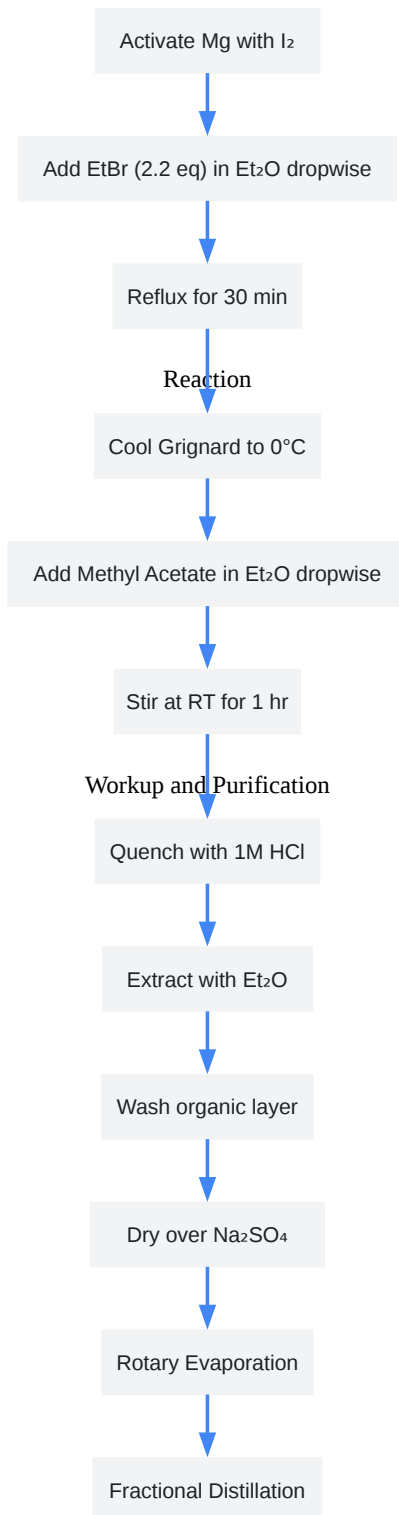 Activate Mg with I₂
Add EtBr (2.2 eq) in Et₂O dropwise
Reflux for 30 min
Reaction
Cool Grignard to 0°C
Add Methyl Acetate in Et₂O dropwise
Stir at RT for 1 hr
Workup and Purification
Quench with 1M HCl
Extract with Et₂O
Wash organic layer
Dry over Na₂SO₄
Rotary Evaporation
Fractional Distillation